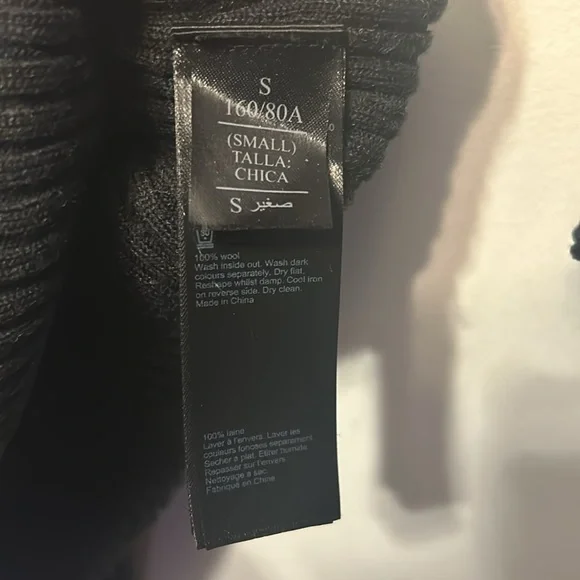 S
160/80A
(SMALL)
TALLA:
CHICA
S صغير
100% wool
Wash inside out. Wash dark
colours separately. Dry flat.
Reshape whilst damp. Cool iron
on reverse side. Dry clean.
Made in China
100% laine
Laver à l'envers. Laver les
couleurs foncées séparément.
Sécher à plat. Etirer humide.
Repasser sur l'envers
Nettoyage à sec
Fabriqué en Chine